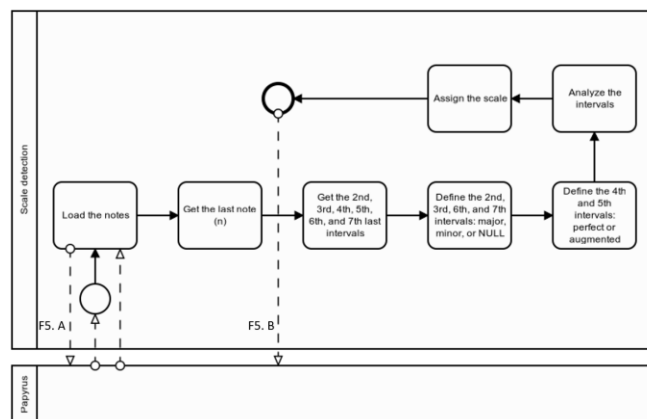 Scale detection
Assign the scale
Analyze the
intervals
Load the notes
Get the last note
(n)
Get the 2nd,
3rd, 4th, 5th,
6th, and 7th last
intervals
Define the 2nd,
3rd, 6th, and 7th
intervals: major,
minor, or NULL
Define the 4th
and 5th
intervals:
perfect or
augmented
F5. A
F5. B
Papyrus